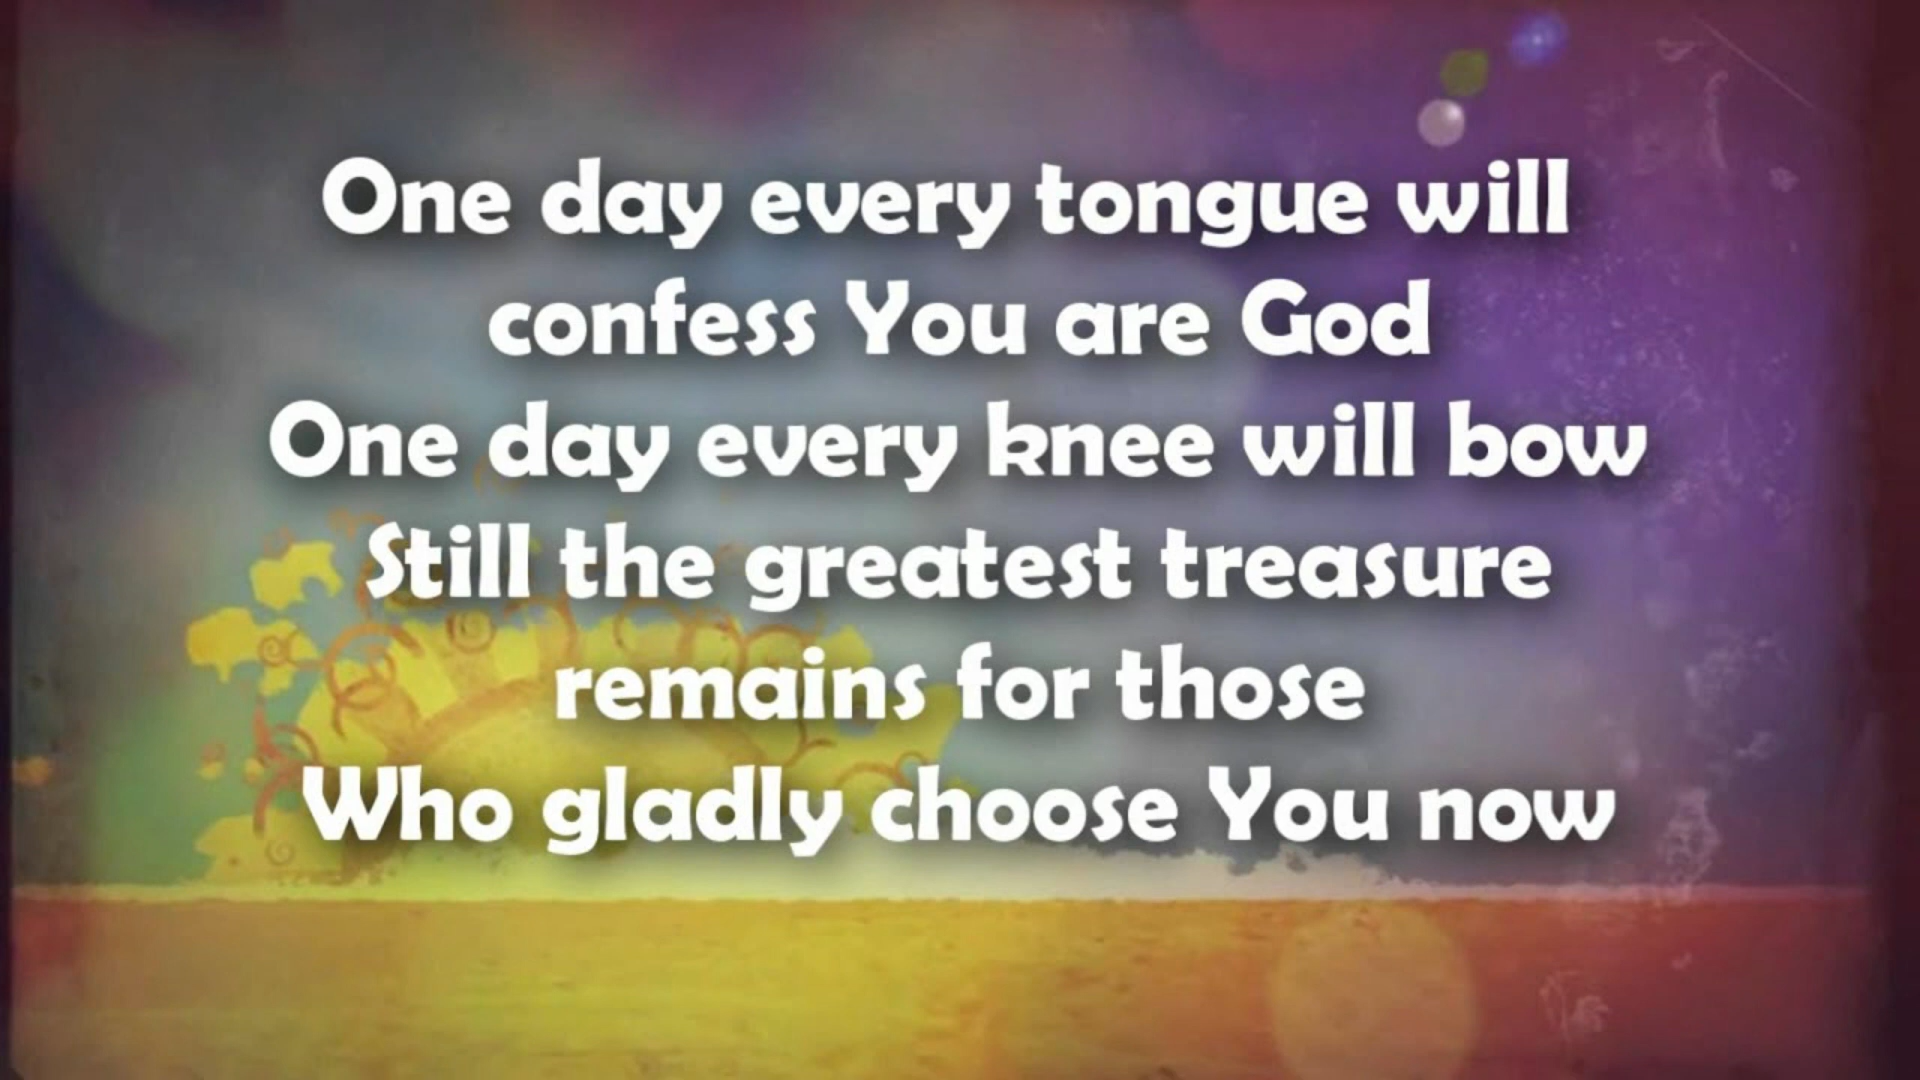 One day every tongue will
confess You are God
One day every knee will bow
Still the greatest treasure
remains for those
Who gladly choose You now